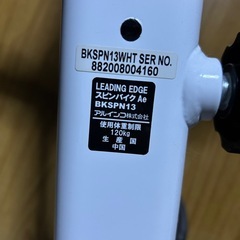 BKSPN13WHT SER NO.
882008004160
LEADING EDGE
スピンバイク Ae
BKSPN13
アルインコ株式会社
使用体重制限
120kg
生産国
中国